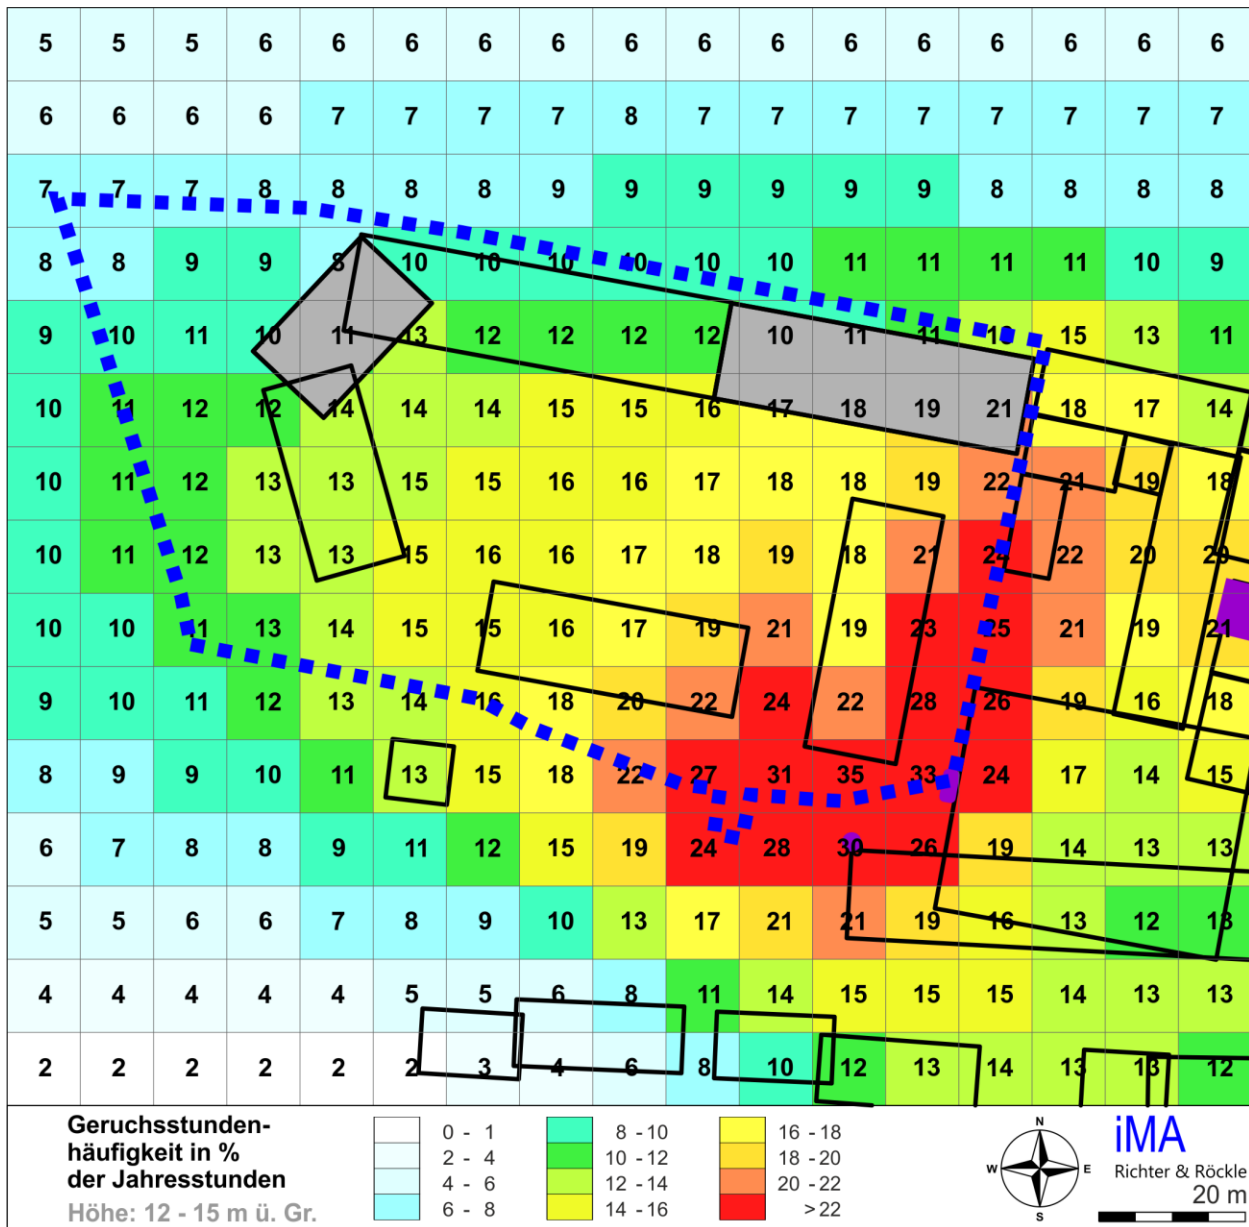 5 5 5 6 6 6 6 6 6 6 6 6 6 6 6 6 6
6 6 6 6 7 7 7 7 8 7 7 7 7 7 7 7 7
7 7 7 8 8 8 8 9 9 9 9 9 9 8 8 8 8
8 8 9 9 8 10 10 10 10 10 10 11 11 11 11 10 9
9 10 11 10 11 13 12 12 12 12 10 11 11 13 15 13 11
10 11 12 12 14 14 14 15 15 16 17 18 19 21 18 17 14
10 11 12 13 13 15 15 16 16 17 18 18 19 22 21 19 18
10 11 12 13 13 15 16 16 17 18 19 18 21 24 22 20 20
10 10 11 13 14 15 15 16 17 19 21 19 23 25 21 19 21
9 10 11 12 13 14 16 18 20 22 24 22 28 26 19 16 18
8 9 9 10 11 13 15 18 22 27 31 35 33 24 17 14 15
6 7 8 8 9 11 12 15 19 24 28 30 26 19 14 13 13
5 5 6 6 7 8 9 10 13 17 21 21 19 16 13 12 13
4 4 4 4 4 5 5 6 8 11 14 15 15 15 14 13 13
2 2 2 2 2 2 3 4 6 8 10 12 13 14 13 13 12
Geruchsstunden-
häufigkeit in %
der Jahresstunden
Höhe: 12 - 15 m ü. Gr.
0 - 1
2 - 4
4 - 6
6 - 8
8 - 10
10 - 12
12 - 14
14 - 16
16 - 18
18 - 20
20 - 22
>22
N
W E
S
iMA
Richter & Röckle
20 m